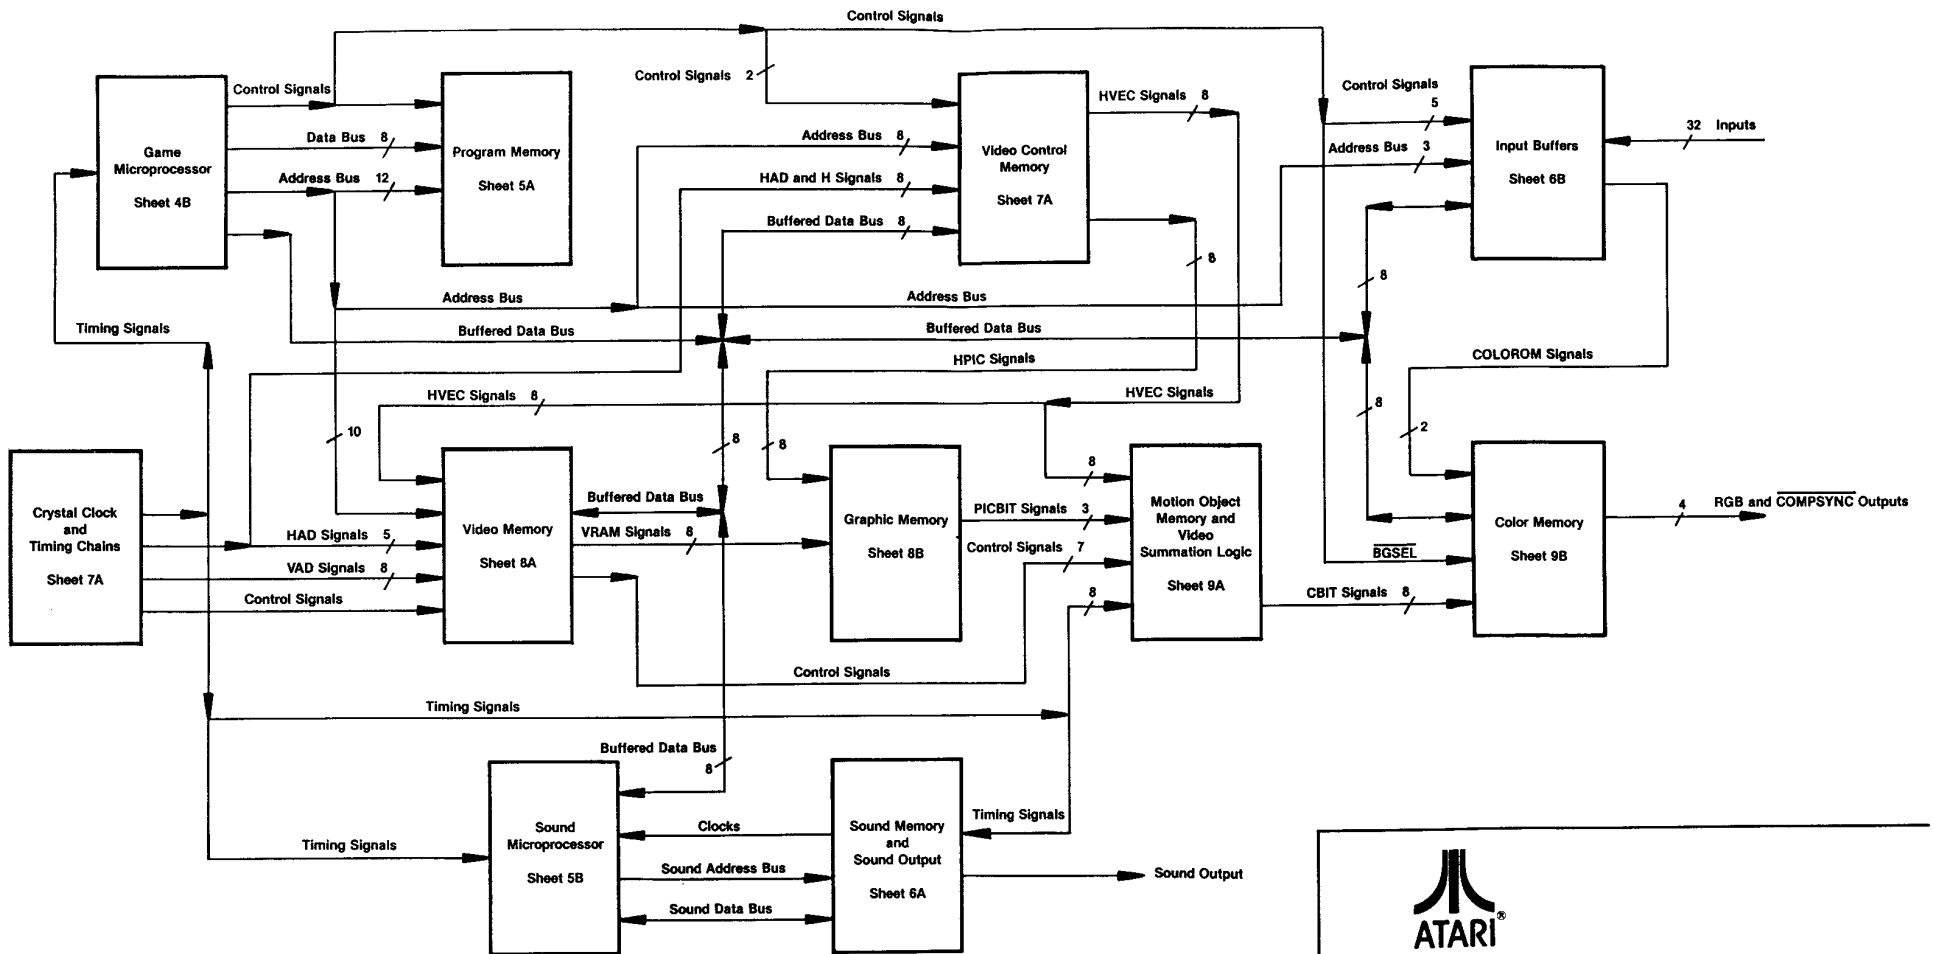 Control Signals
Control Signals
Control Signals 2
Game
Microprocessor
Sheet 4B
Data Bus 8
Address Bus 12
Program Memory
Sheet 5A
Address Bus 8
HAD and H Signals 8
Buffered Data Bus 8
Video Control
Memory
Sheet 7A
HVEC Signals 8
8
Control Signals
5
Address Bus 3
Input Buffers
Sheet 6B
32 Inputs
8
Address Bus
Address Bus
Timing Signals
Buffered Data Bus
Buffered Data Bus
HPIC Signals
COLOROM Signals
HVEC Signals 8
HVEC Signals
10
8
8
8
8
2
Crystal Clock
and
Timing Chains
Sheet 7A
HAD Signals 5
VAD Signals 8
Control Signals
Video Memory
Sheet 8A
Buffered Data Bus
VRAM Signals 8
Graphic Memory
Sheet 8B
PICBIT Signals 3
Control Signals 7
8
Motion Object
Memory and
Video
Summation Logic
Sheet 9A
BGSEL
CBIT Signals 8
Color Memory
Sheet 9B
4 RGB and COMPSYNC Outputs
Control Signals
Timing Signals
Buffered Data Bus
8
Timing Signals
Sound
Microprocessor
Sheet 5B
Clocks
Sound Address Bus
Sound Data Bus
Sound Memory
and
Sound Output
Sheet 6A
Timing Signals
Sound Output
ATARI®